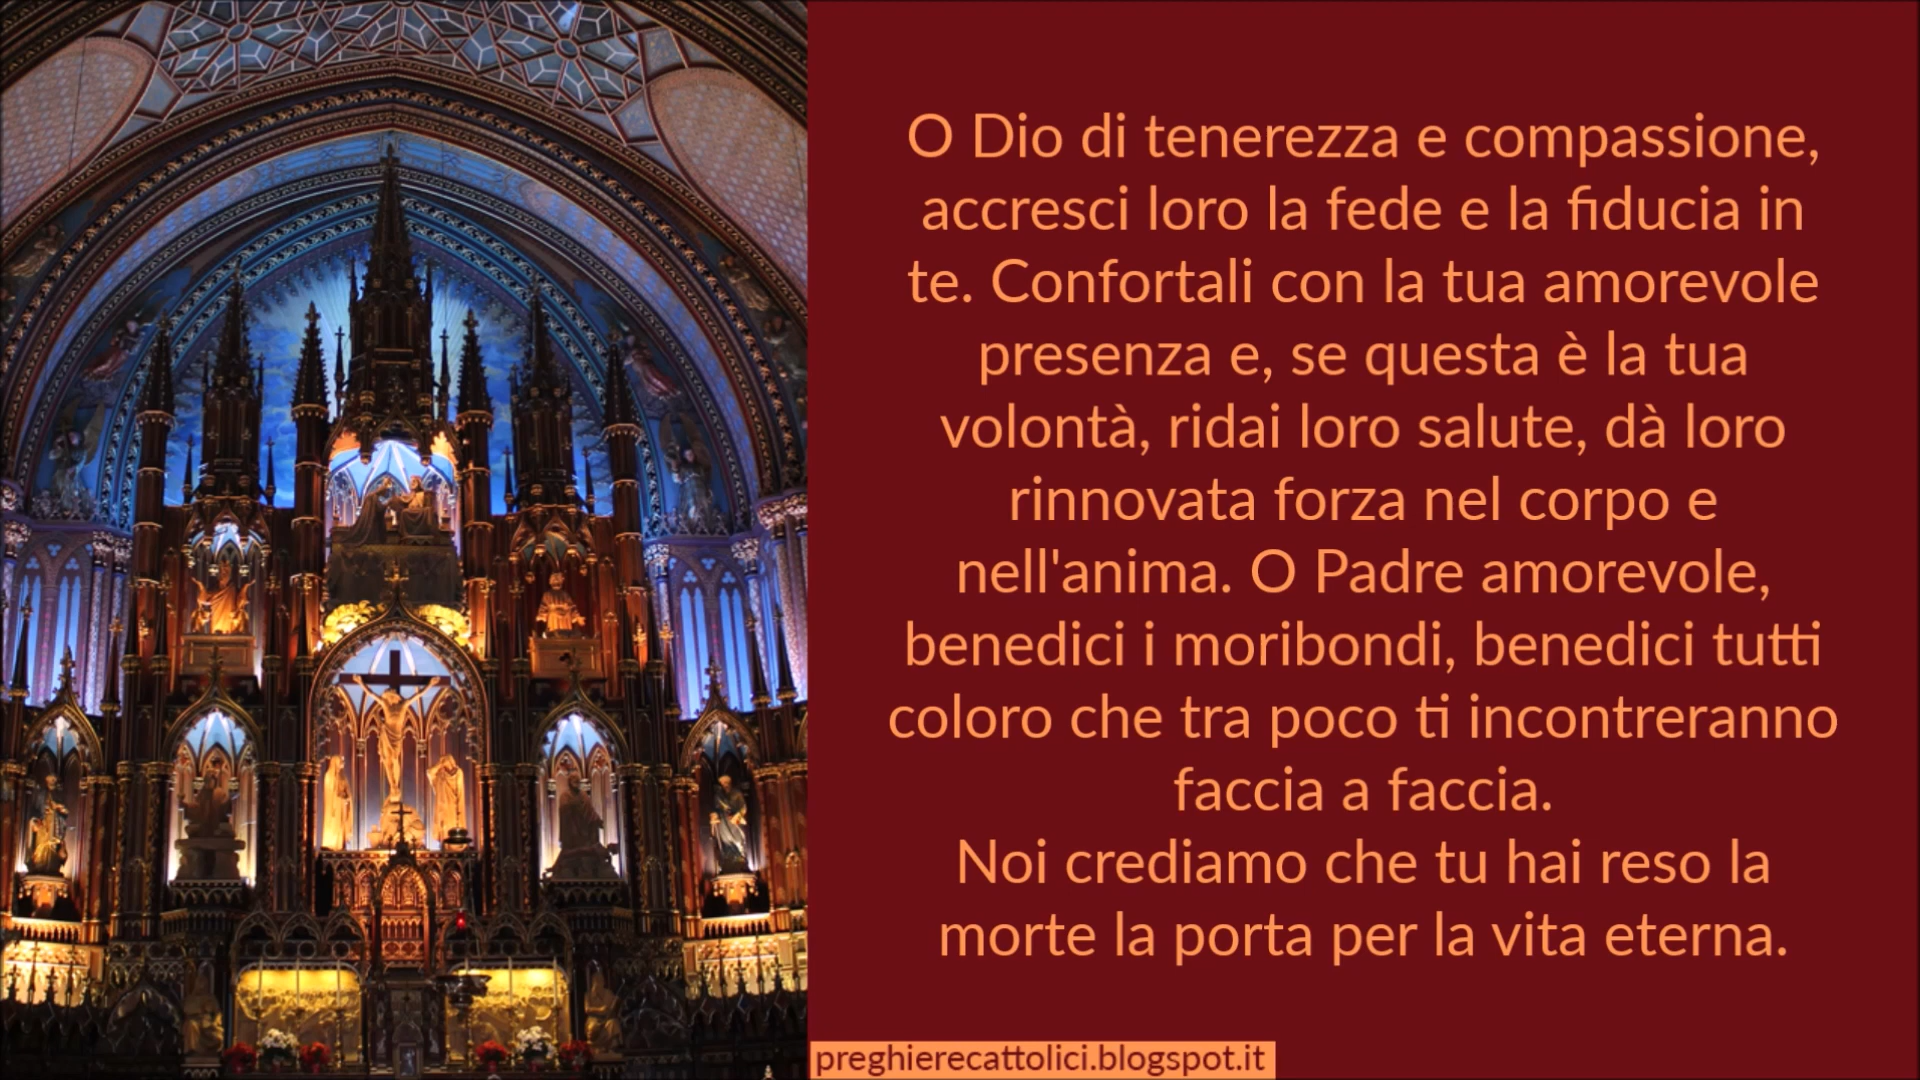 O Dio di tenerezza e compassione,
accresci loro la fede e la fiducia in
te. Confortali con la tua amorevole
presenza e, se questa è la tua
volontà, ridai loro salute, dà loro
rinnovata forza nel corpo e
nell'anima. O Padre amorevole,
benedici i moribondi, benedici tutti
coloro che tra poco ti incontreranno
faccia a faccia.
Noi crediamo che tu hai reso la
morte la porta per la vita eterna.
preghierecattolici.blogspot.it